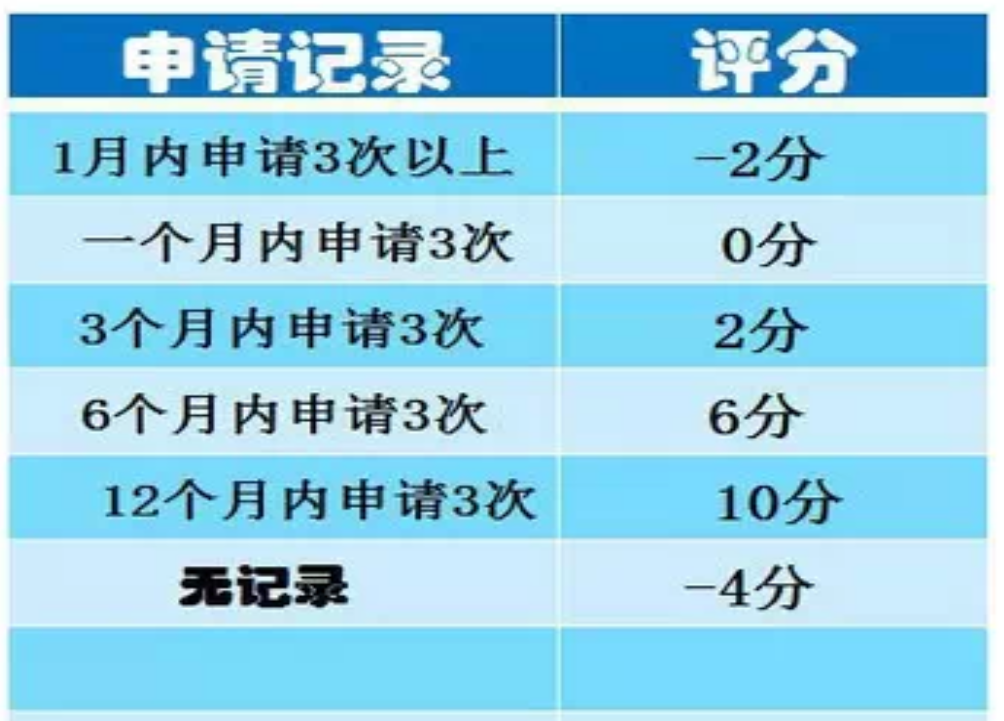 申请记录 评分
1月内申请3次以上 -2分
一个月内申请3次 0分
3个月内申请3次 2分
6个月内申请3次 6分
12个月内申请3次 10分
无记录 -4分